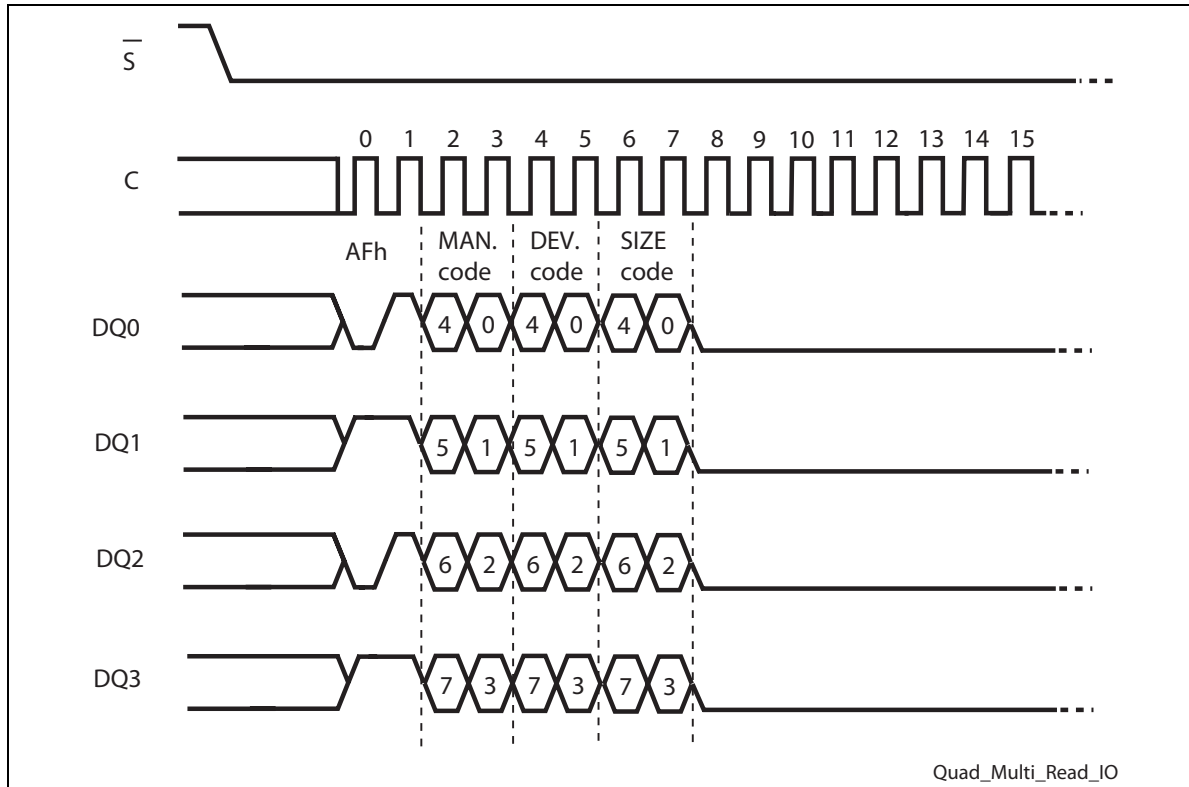 S
0 1 2 3 4 5 6 7 8 9 10 11 12 13 14 15
C
AFh
MAN. code
DEV. code
SIZE code
DQ0
4 0 4 0 4 0
DQ1
5 1 5 1 5 1
DQ2
6 2 6 2 6 2
DQ3
7 3 7 3 7 3
Quad_Multi_Read_IO